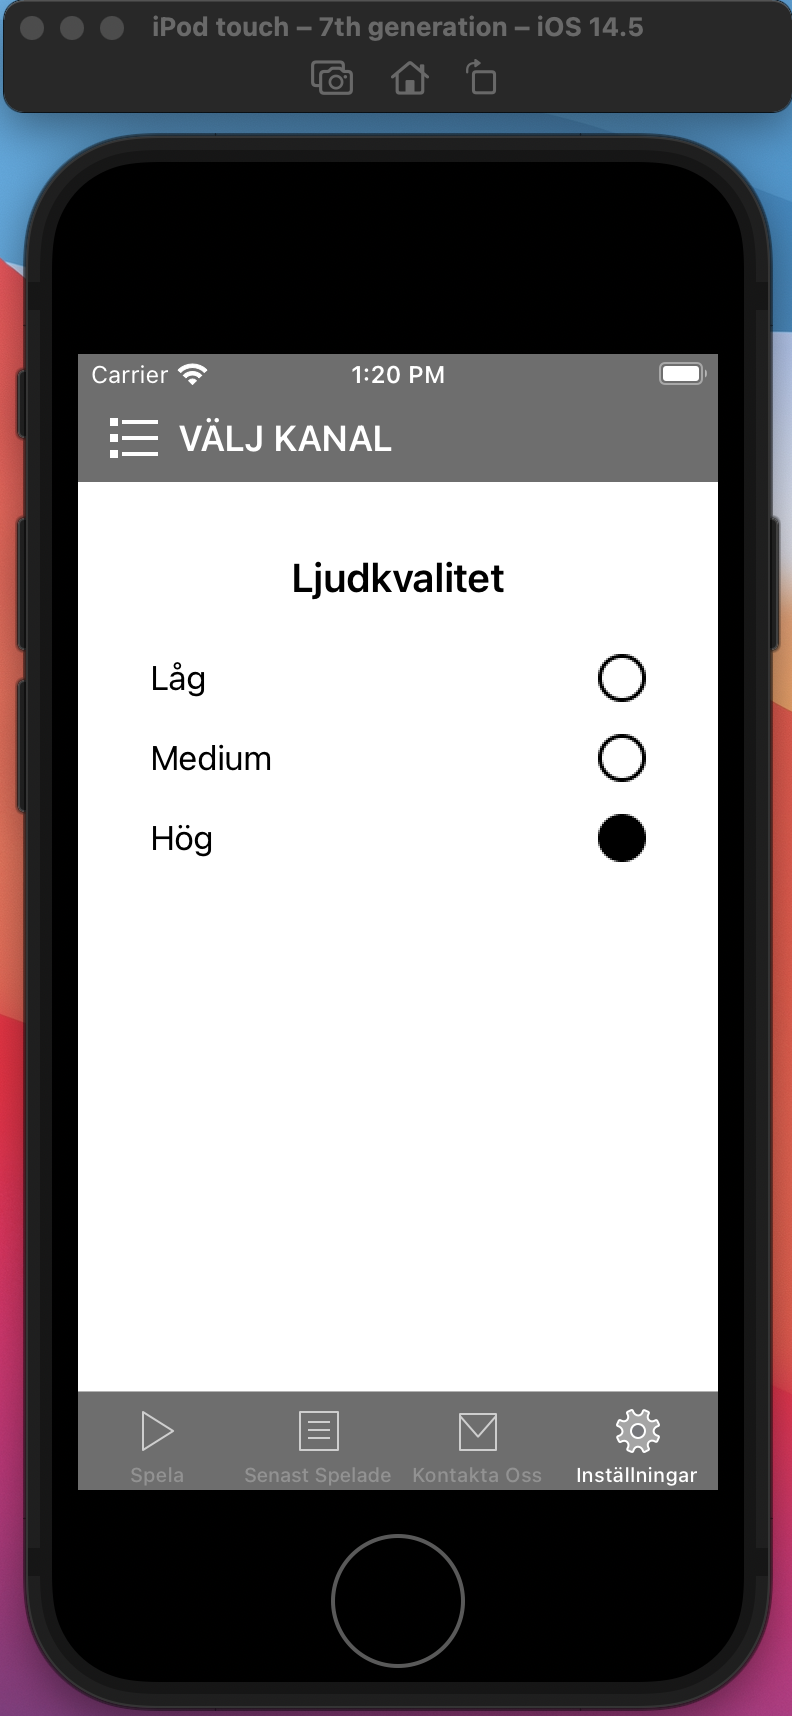 iPod touch – 7th generation – iOS 14.5
Carrier 1:20 PM
VÄLJ KANAL
Ljudkvalitet
Låg
Medium
Hög
Spela Senast Spelade Kontakta Oss Inställningar